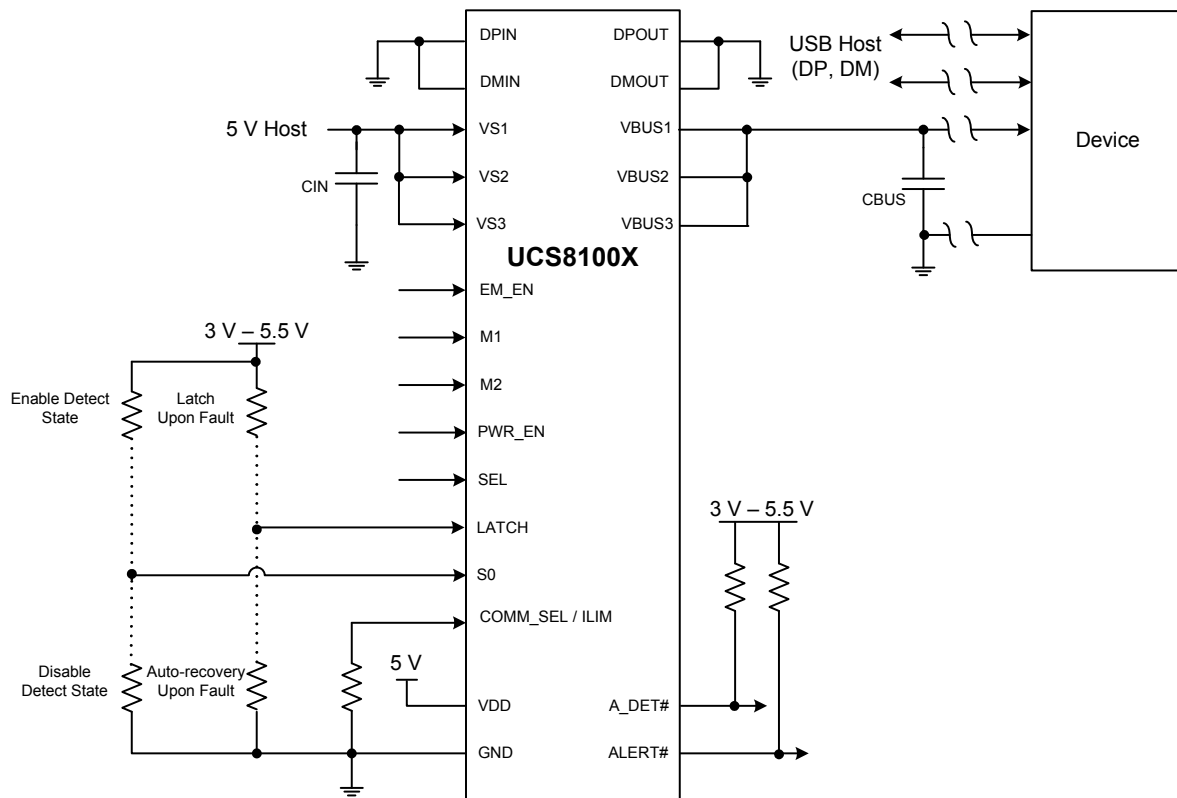 DPIN
DPOUT
USB Host
(DP, DM)
DMIN
DMOUT
5 V Host
VS1
VBUS1
Device
CIN
VS2
VBUS2
CBUS
VS3
VBUS3
UCS8100X
EM_EN
3 V – 5.5 V
M1
Enable Detect
State
Latch
Upon Fault
M2
PWR_EN
SEL
3 V – 5.5 V
LATCH
S0
COMM_SEL / ILIM
Disable
Detect State
Auto-recovery
Upon Fault
5 V
VDD
A_DET#
GND
ALERT#